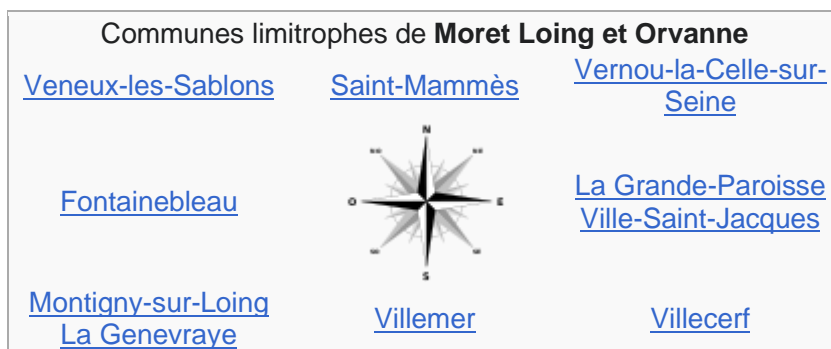 Communes limitrophes de Moret Loing et Orvanne
Veneux-les-Sablons
Saint-Mammès
Vernou-la-Celle-sur-
Seine
N
Fontainebleau
O
E
La Grande-Paroisse
Ville-Saint-Jacques
S
Montigny-sur-Loing
La Genevraye
Villemer
Villecerf